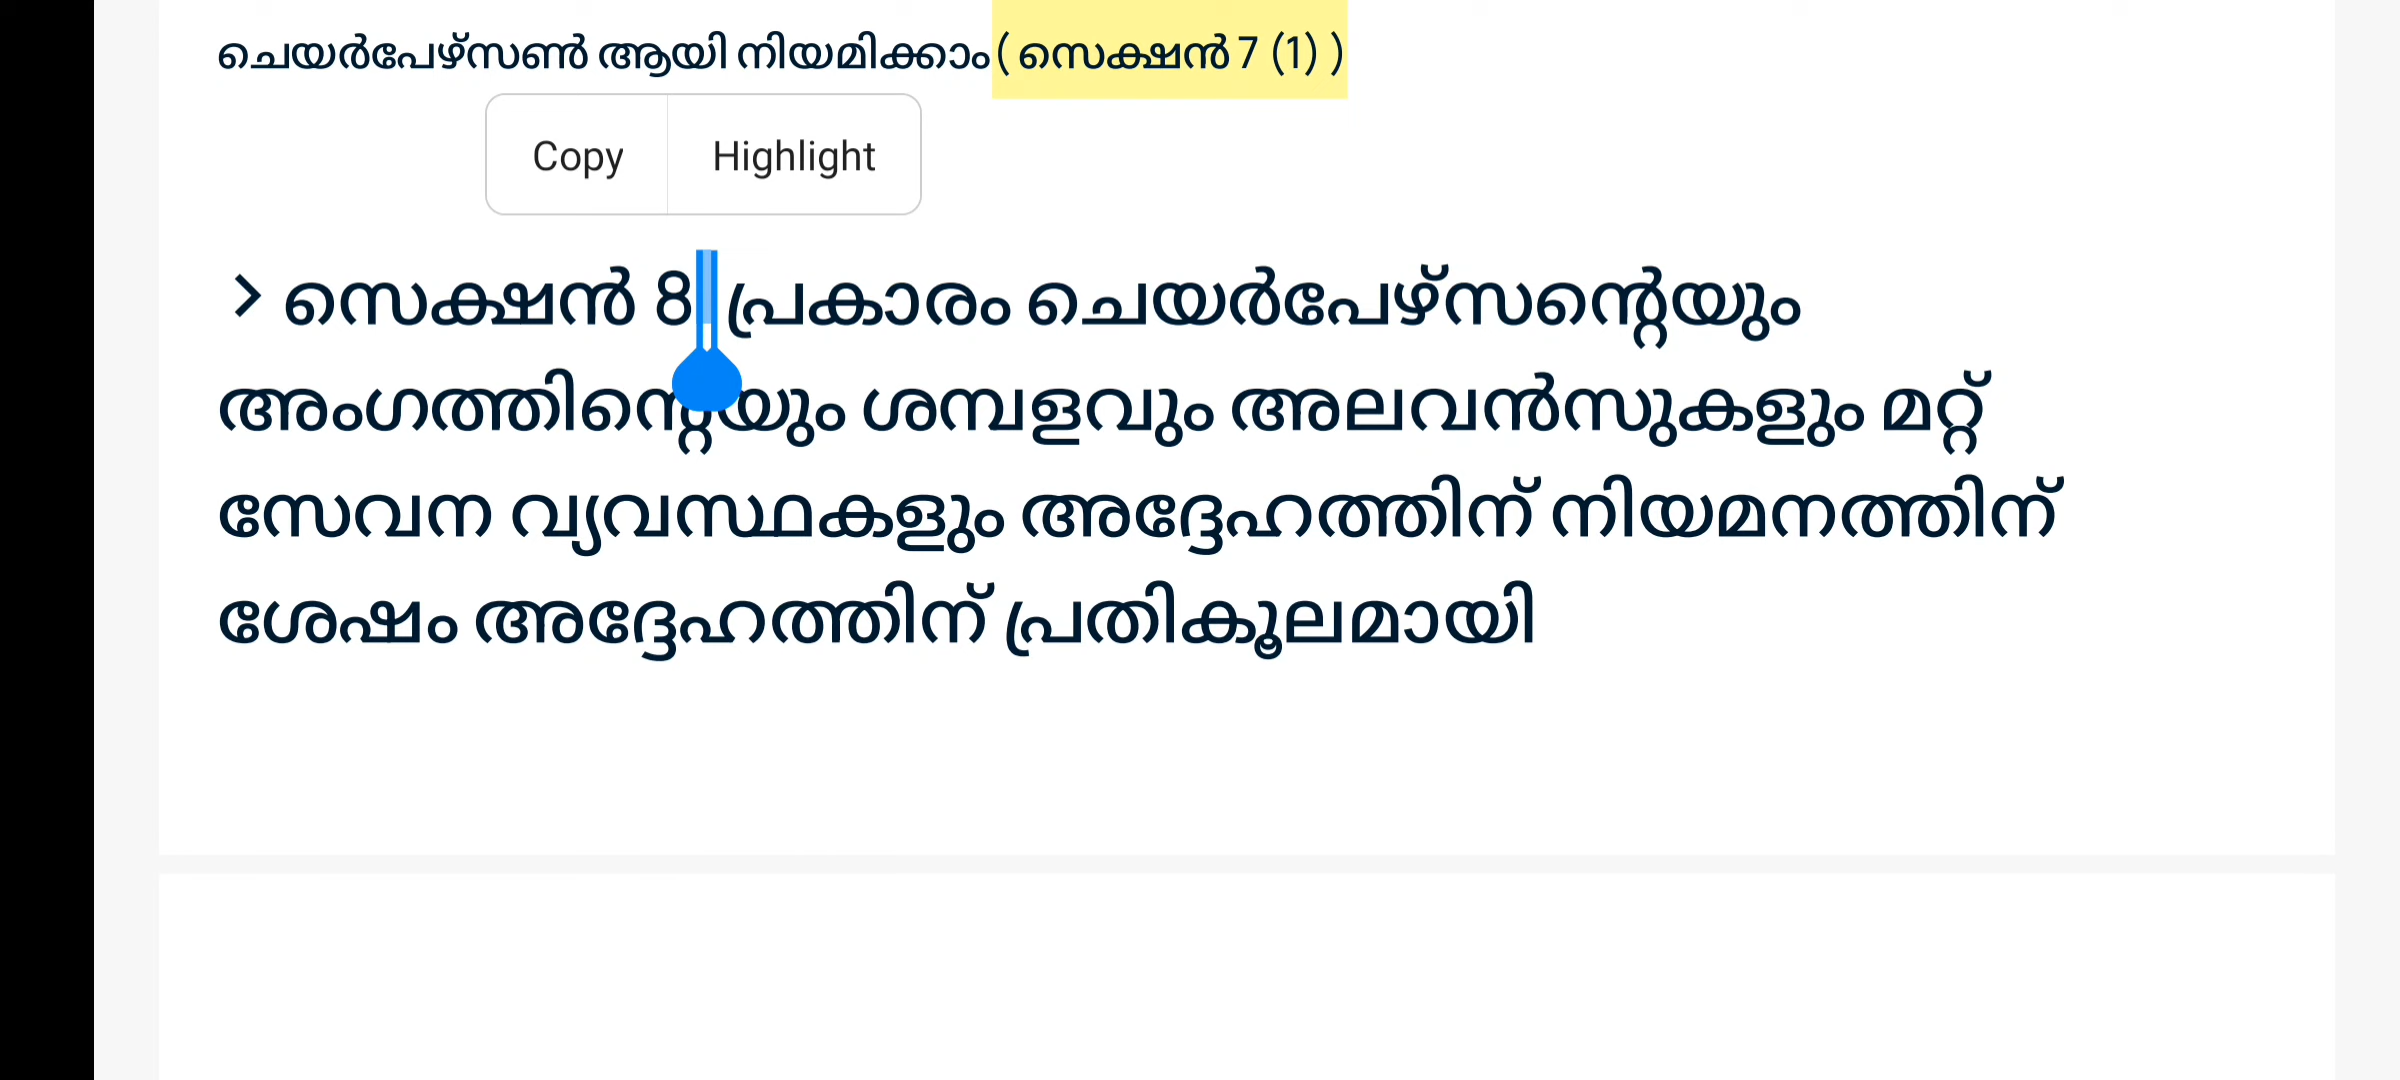 ചെയർപേഴ്സൺ ആയി നിയമിക്കാം ( സെക്ഷൻ 7 (1) )
Copy Highlight
> സെക്ഷൻ 8 പ്രകാരം ചെയർപേഴ്സന്റെയും
അംഗത്തിന്റെയും ശമ്പളവും അലവൻസുകളും മറ്റ്
സേവന വ്യവസ്ഥകളും അദ്ദേഹത്തിന് നിയമനത്തിന്
ശേഷം അദ്ദേഹത്തിന് പ്രതികൂലമായി